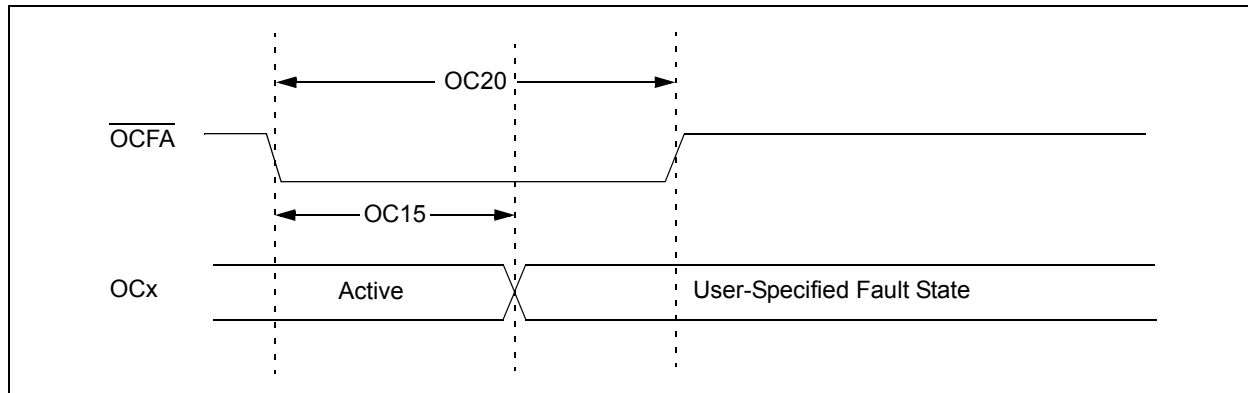 OC20
OCFA
OC15
OCx
Active
User-Specified Fault State